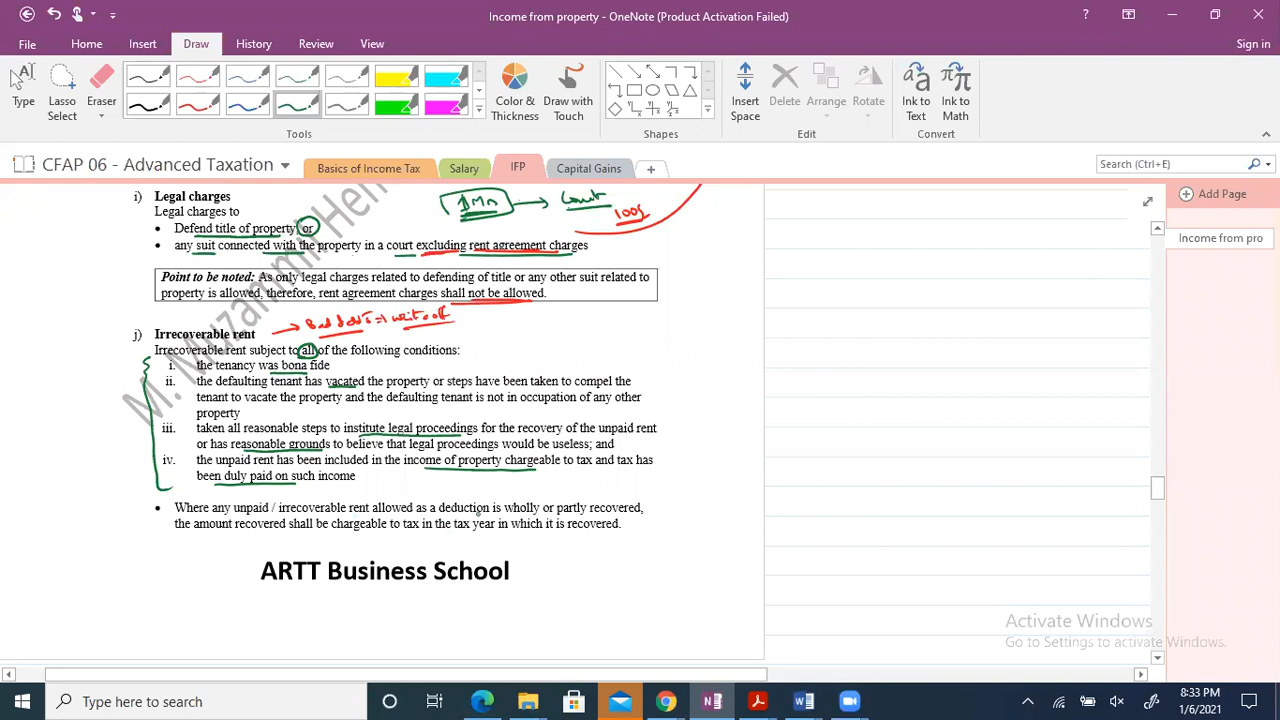 Income from property - OneNote (Product Activation Failed)
? 
File Home Insert Draw History Review View Sign in
Type Lasso Select Eraser Color & Thickness Draw with Touch Insert Space Delete Arrange Rotate Ink to Text Ink to Math
Tools Shapes Edit Convert
CFAP 06 - Advanced Taxation Basics of Income Tax Salary IFP Capital Gains Search (Ctrl+E)
Add Page
Income from pro
i) Legal charges
1Mn → Court
Legal charges to
100%
• Defend title of property or
• any suit connected with the property in a court excluding rent agreement charges
Point to be noted: As only legal charges related to defending of title or any other suit related to
property is allowed, therefore, rent agreement charges shall not be allowed.
→ Bad debts => write off
j) Irrecoverable rent
Irrecoverable rent subject to all of the following conditions:
i. the tenancy was bona fide
ii. the defaulting tenant has vacated the property or steps have been taken to compel the
tenant to vacate the property and the defaulting tenant is not in occupation of any other
property
iii. taken all reasonable steps to institute legal proceedings for the recovery of the unpaid rent
or has reasonable grounds to believe that legal proceedings would be useless; and
iv. the unpaid rent has been included in the income of property chargeable to tax and tax has
been duly paid on such income
• Where any unpaid / irrecoverable rent allowed as a deduction is wholly or partly recovered,
the amount recovered shall be chargeable to tax in the tax year in which it is recovered.
M. Muzammil
ARTT Business School
Activate Windows
Go to Settings to activate Windows.
Type here to search
8:33 PM
1/6/2021